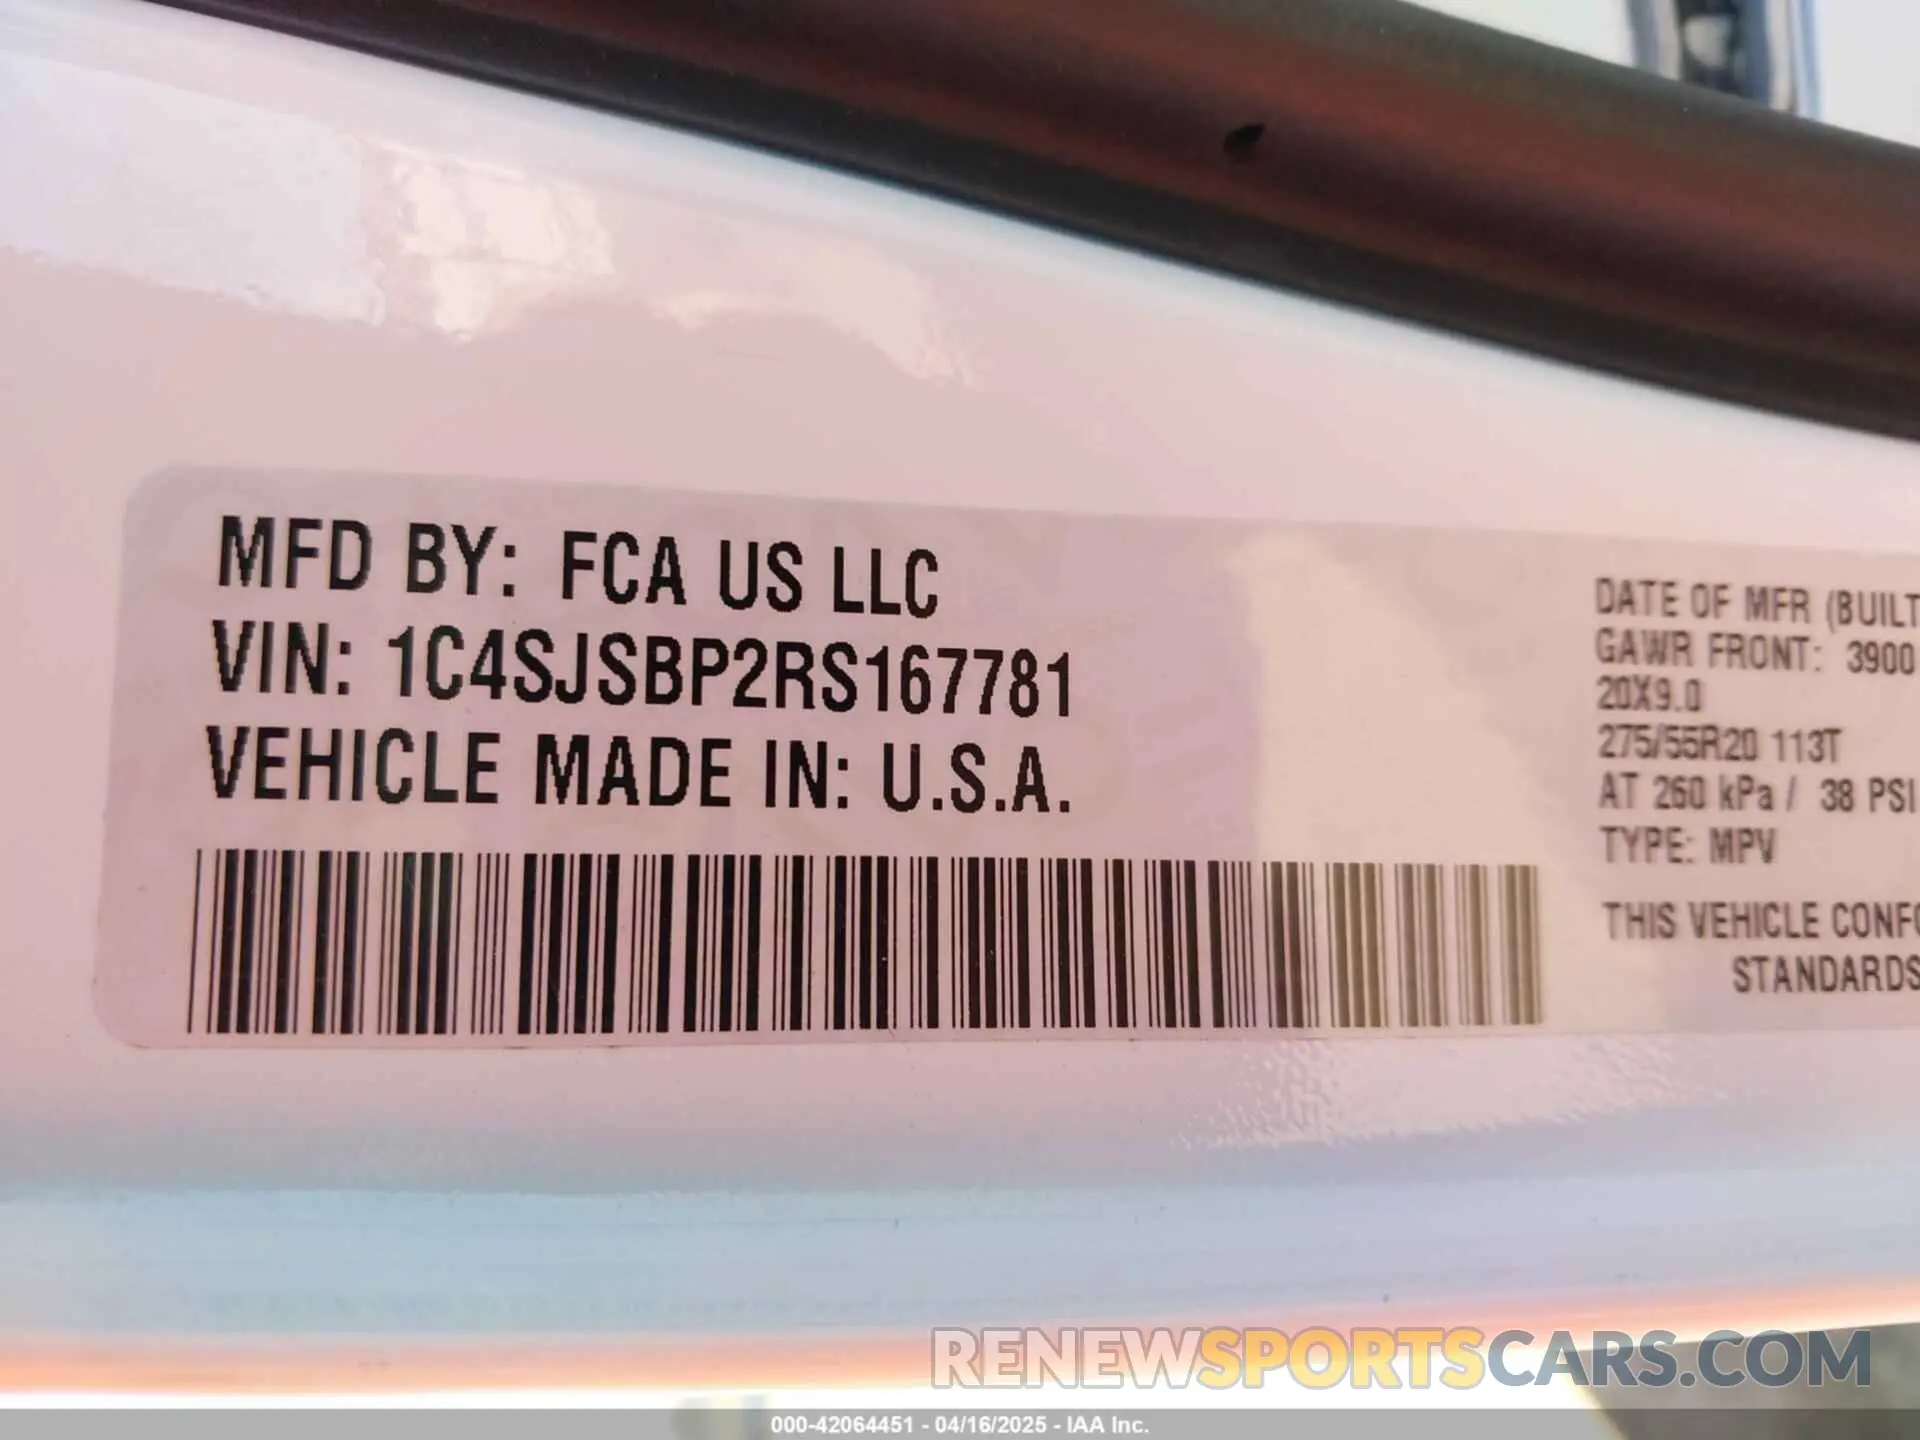 MFD BY: FCA US LLC
VIN: 1C4SJSBP2RS167781
VEHICLE MADE IN: U.S.A.
DATE OF MFR (BUILT
GAWR FRONT: 3900
20X9.0
275/55R20 113T
AT 260 kPa / 38 PSI
TYPE: MPV
THIS VEHICLE CONFO
STANDARDS
RENEWSPORTSCARS.COM
000-42064451 - 04/16/2025 - IAA Inc.